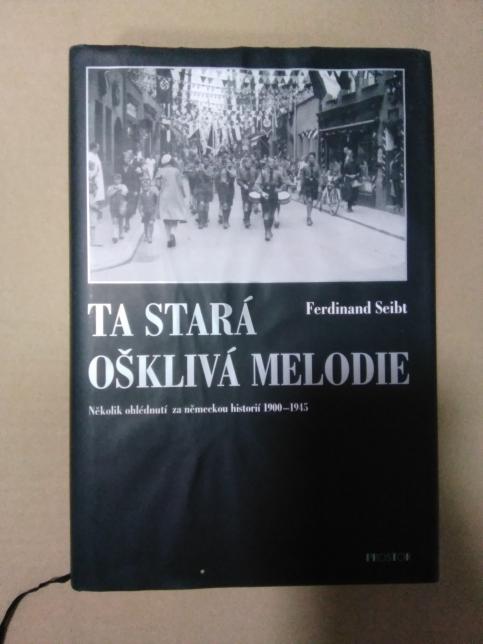 TA STARÁ
Ferdinand Seibt
OŠKLIVÁ MELODIE
Několik ohlédnutí za německou historií 1900–1945
PROSTOR